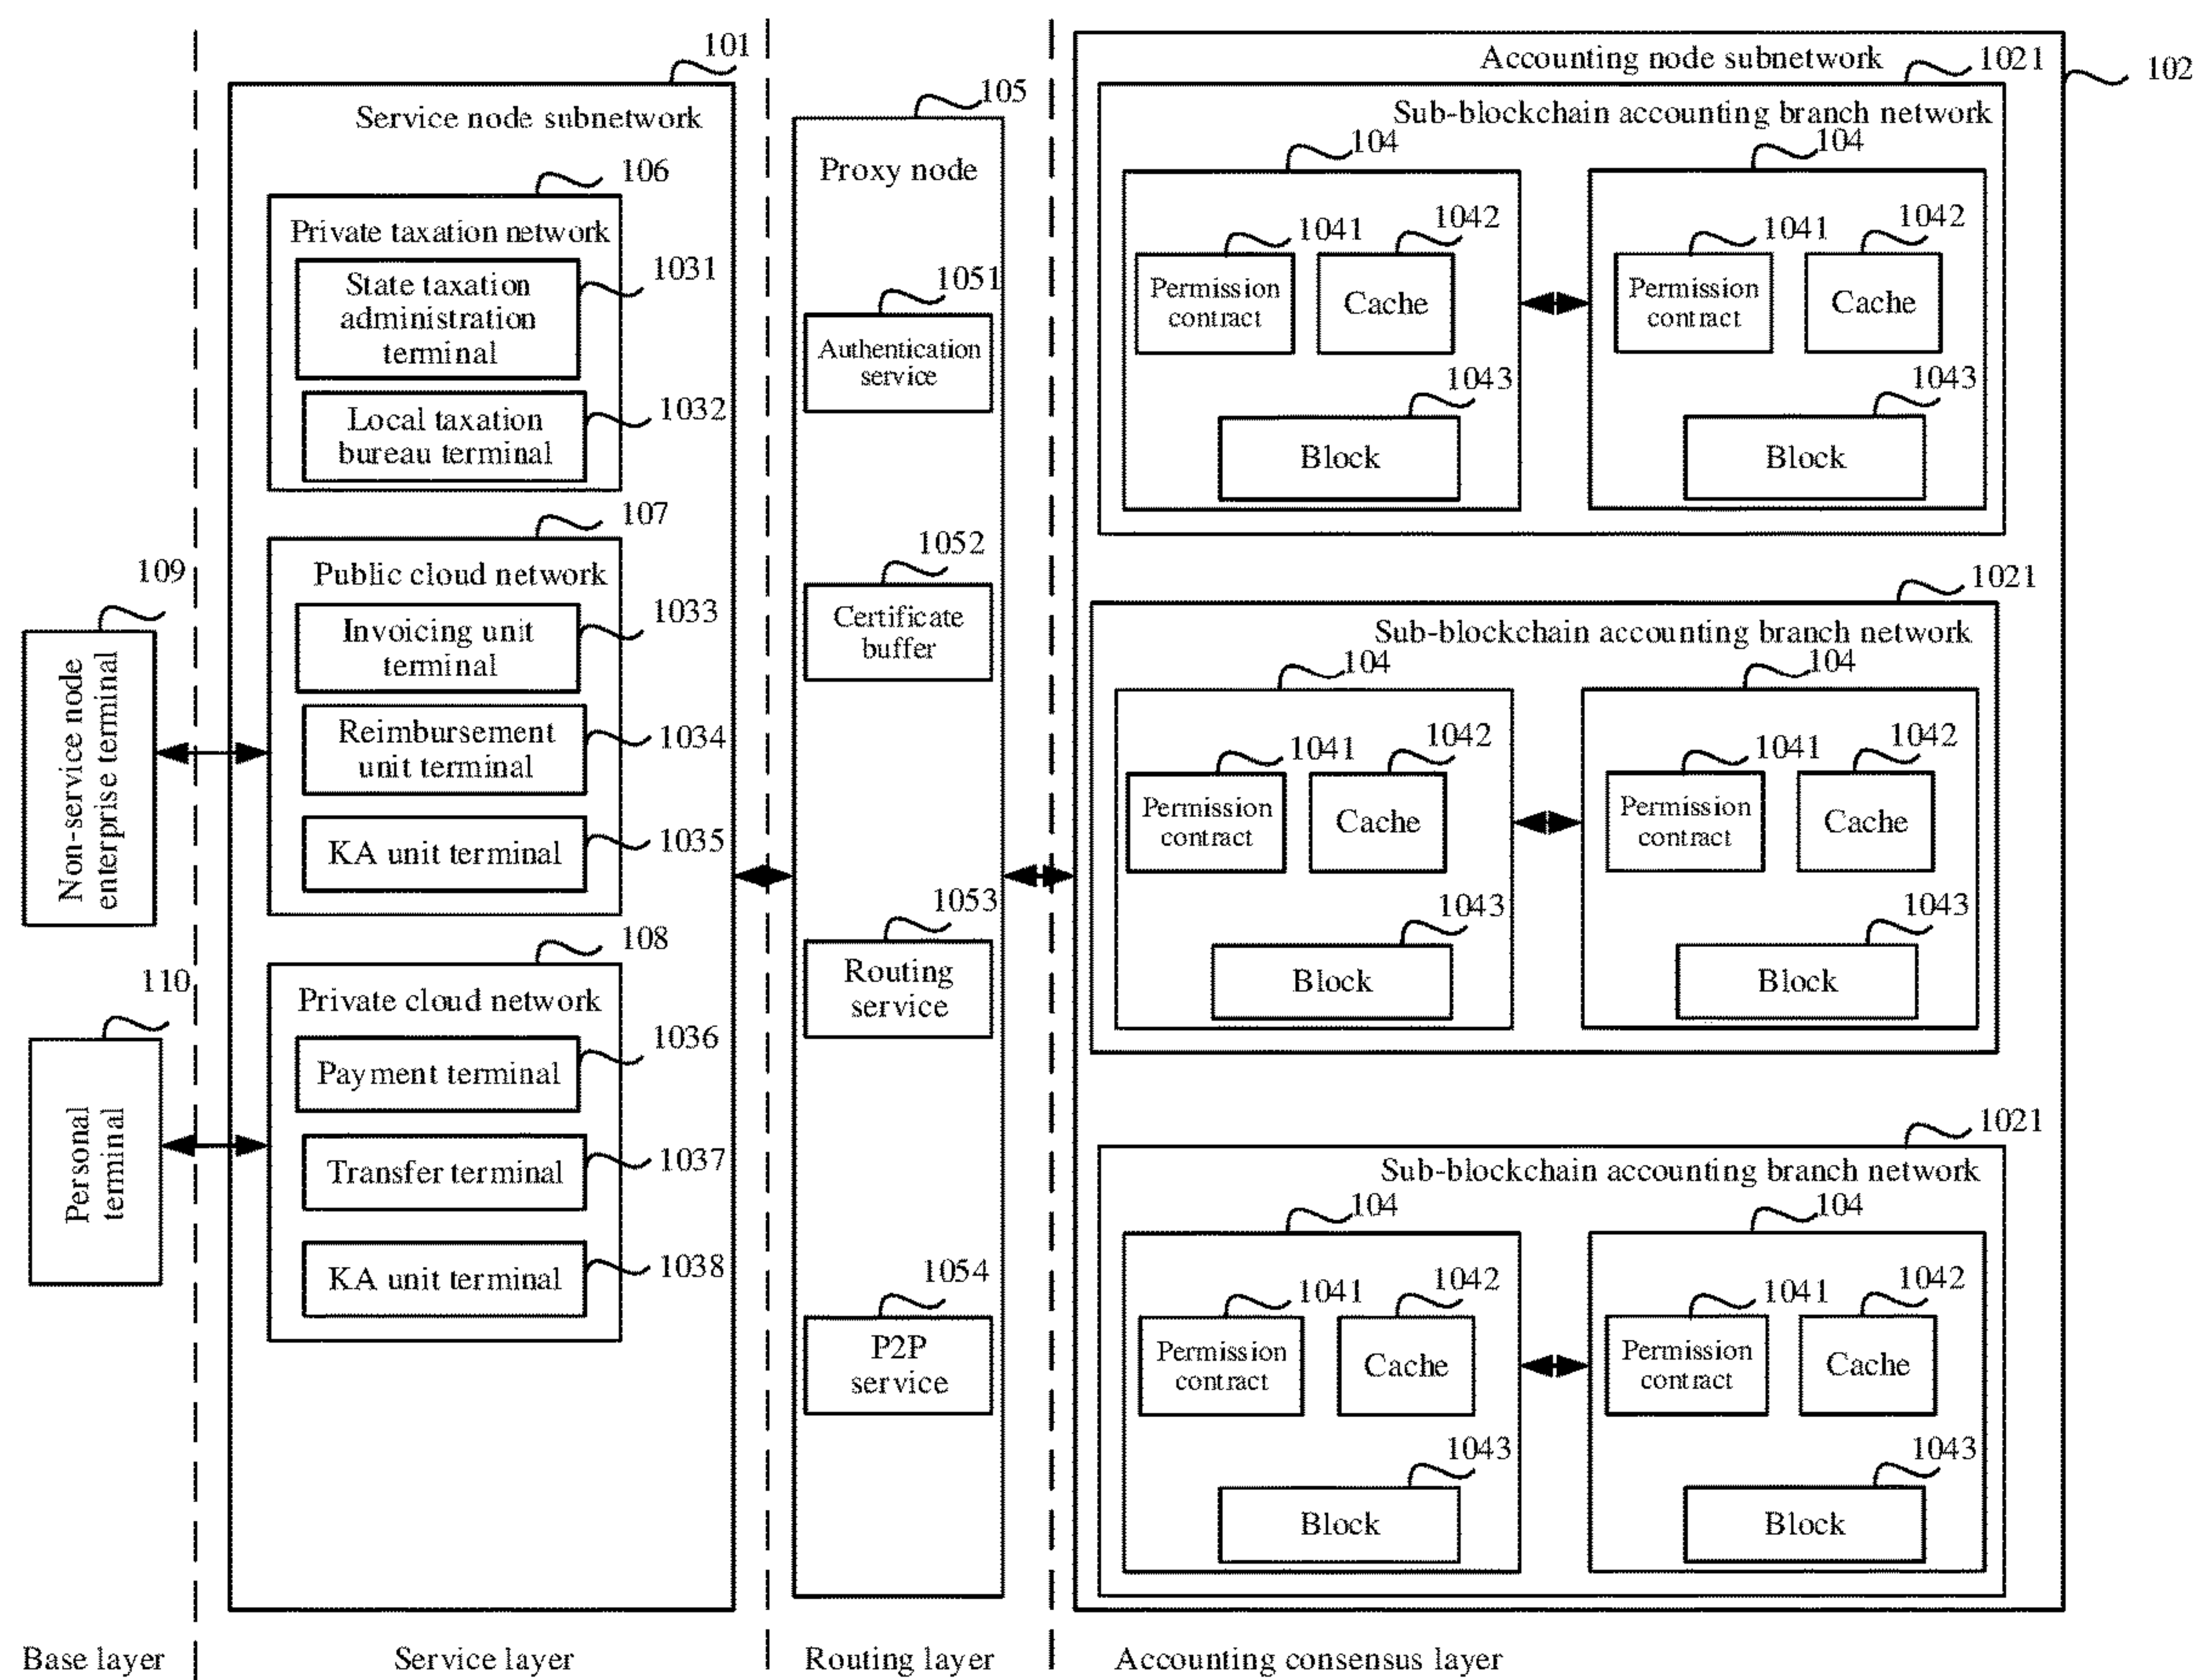 101
Service node subnetwork
106
Private taxation network
1031
State taxation
administration
terminal
1032
Local taxation
bureau terminal
107
Public cloud network
1033
Invoicing unit
terminal
Reimbursement
unit terminal
1034
KA unit terminal
1035
108
Private cloud network
1036
Payment terminal
Transfer terminal
1037
KA unit terminal
1038
109
Non-service node
enterprise terminal
110
Personal
terminal
105
Proxy node
1051
Authentication
service
1052
Certificate
buffer
1053
Routing
service
1054
P2P
service
102
Accounting node subnetwork
1021
Sub-blockchain accounting branch network
104
1041
1042
Permission
contract
Cache
1043
Block
104
1041
1042
Permission
contract
Cache
1043
Block
1021
Sub-blockchain accounting branch network
104
1041
1042
Permission
contract
Cache
1043
Block
104
1041
1042
Permission
contract
Cache
1043
Block
1021
Sub-blockchain accounting branch network
104
1041
1042
Permission
contract
Cache
1043
Block
104
1041
1042
Permission
contract
Cache
1043
Block
Base layer
Service layer
Routing layer
Accounting consensus layer